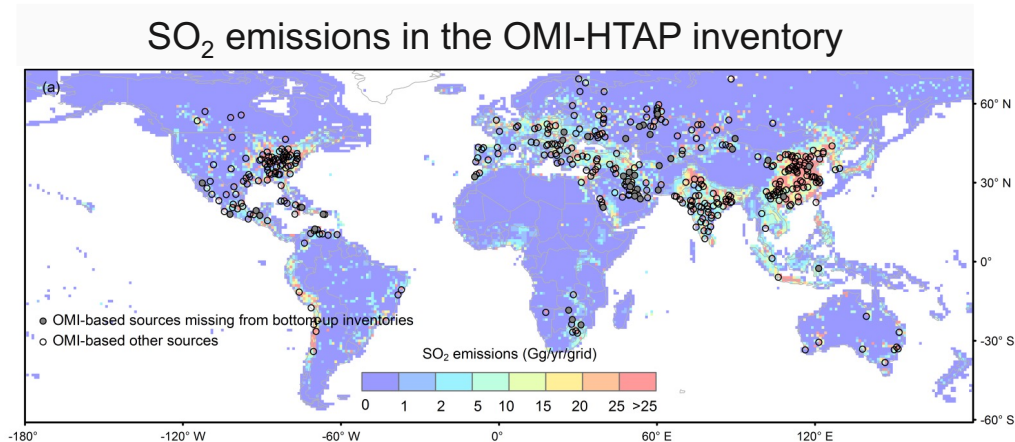 SO₂ emissions in the OMI-HTAP inventory
(a)
60° N
30° N
0°
-30° S
-60° S
OMI-based sources missing from bottom-up inventories
OMI-based other sources
SO₂ emissions (Gg/yr/grid)
0 1 2 5 10 15 20 25 >25
-180° -120° W -60° W 0° 60° E 120° E